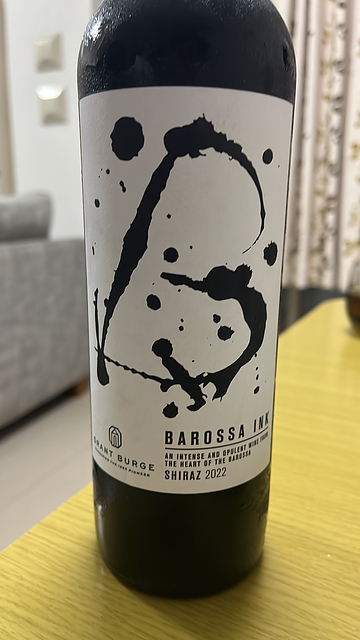 B
BAROSSA INK
AN INTENSE AND OPULENT WINE FROM
THE HEART OF THE BAROSSA
SHIRAZ 2022
GRANT BURGE